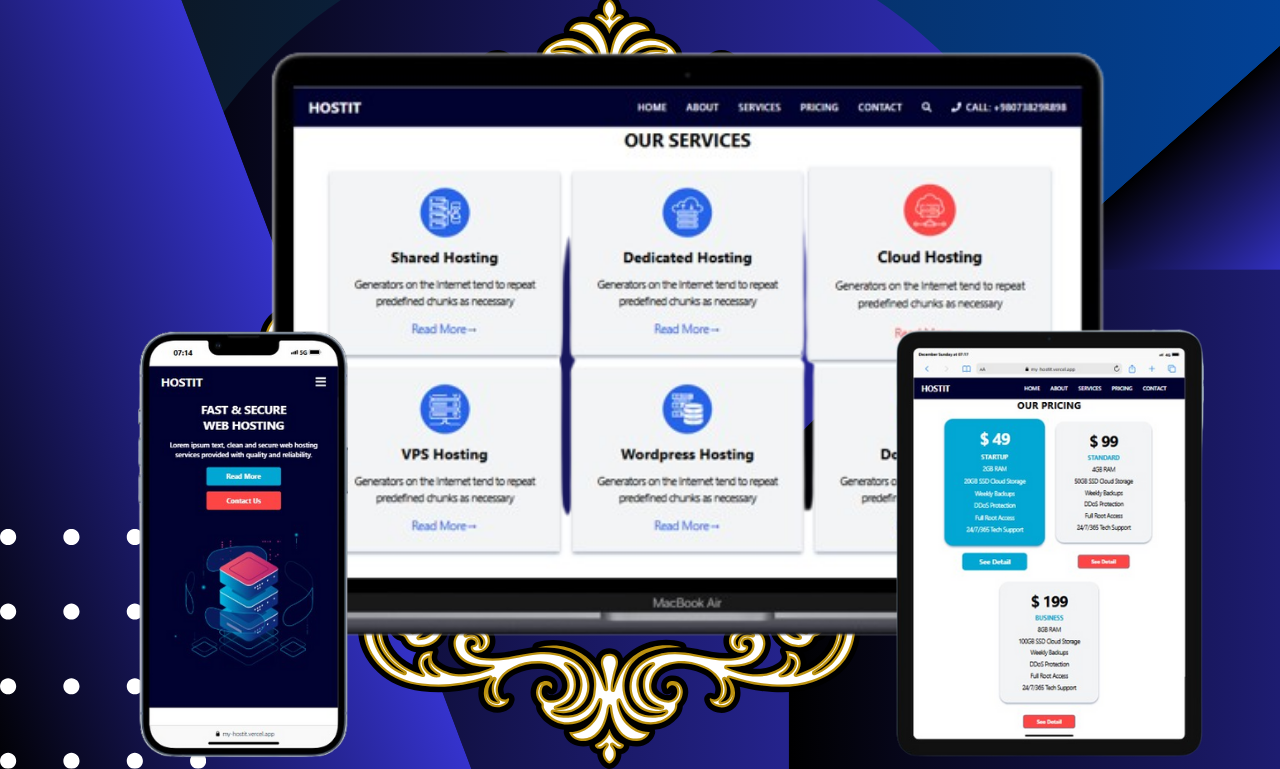 HOSTIT
HOME ABOUT SERVICES PRICING CONTACT CALL: +98073829R898
OUR SERVICES
Shared Hosting
Generators on the Internet tend to repeat
predefined chunks as necessary
Read More→
Dedicated Hosting
Generators on the Internet tend to repeat
predefined chunks as necessary
Read More→
Cloud Hosting
Generators on the Internet tend to repeat
predefined chunks as necessary
VPS Hosting
Generators on the Internet tend to repeat
predefined chunks as necessary
Read More→
Wordpress Hosting
Generators on the Internet tend to repeat
predefined chunks as necessary
Read More→
MacBook Air
07:14 5G
HOSTIT
FAST & SECURE
WEB HOSTING
Lorem ipsum text, clean and secure web hosting
services provided with quality and reliability.
Read More
Contact Us
my-hostit.vercel.app
December Sunday at 07:17 4G
AA my-hostit.vercel.app
HOSTIT HOME ABOUT SERVICES PRICING CONTACT
OUR PRICING
$ 49
STARTUP
2GB RAM
20GB SSD Cloud Storage
Weekly Backups
DDoS Protection
Full Root Access
24/7/365 Tech Support
See Detail
$ 99
STANDARD
4GB RAM
50GB SSD Cloud Storage
Weekly Backups
DDoS Protection
Full Root Access
24/7/365 Tech Support
See Detail
$ 199
BUSINESS
8GB RAM
100GB SSD Cloud Storage
Weekly Backups
DDoS Protection
Full Root Access
24/7/365 Tech Support
See Detail